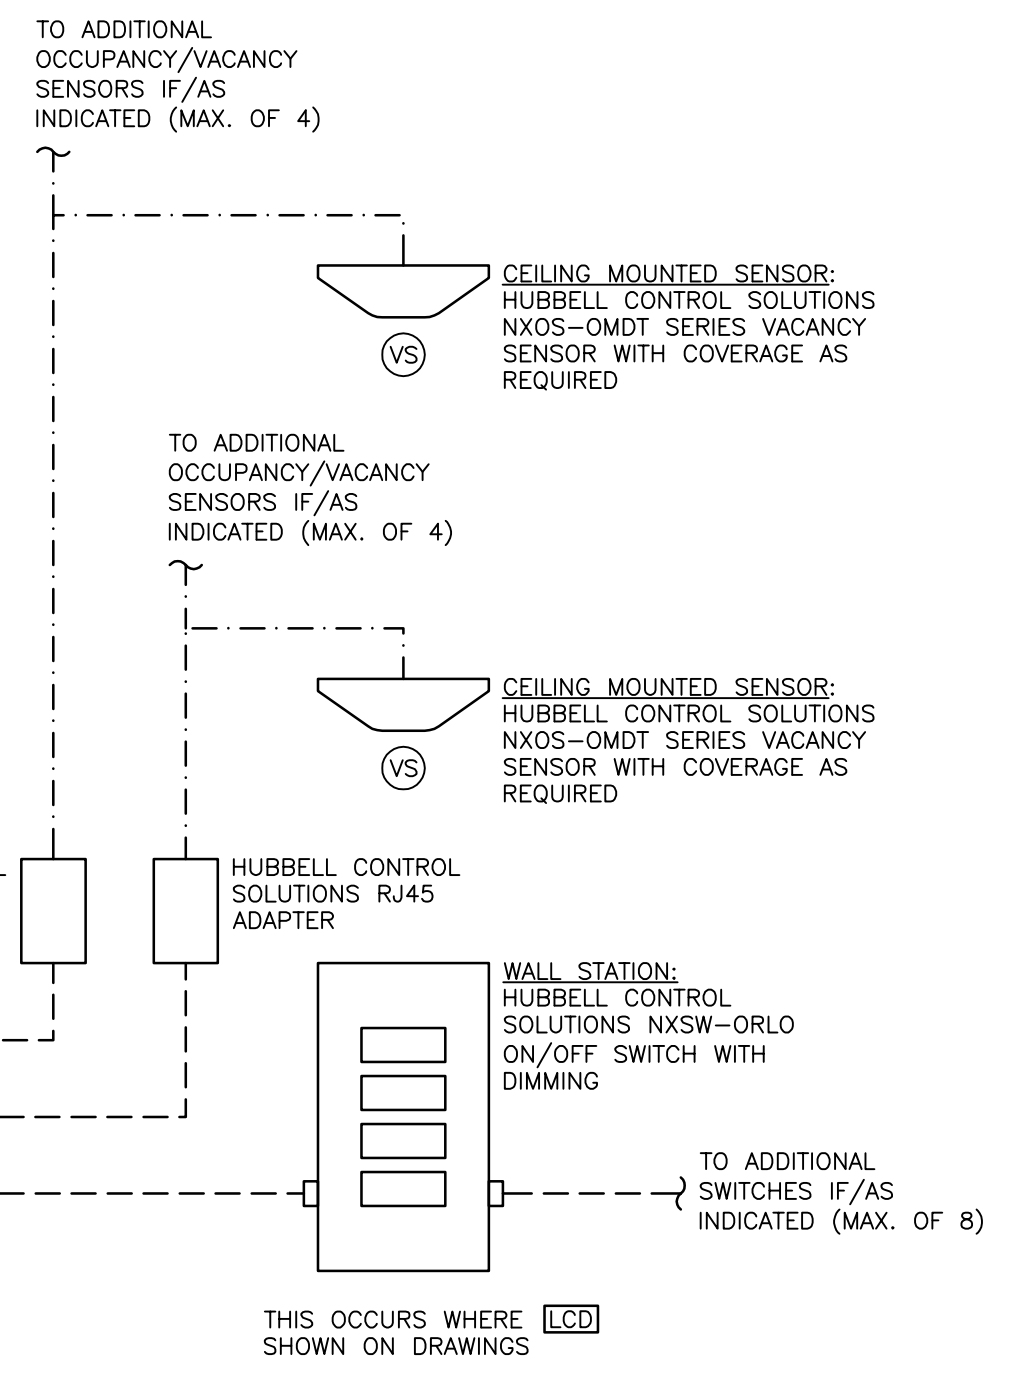 TO ADDITIONAL
OCCUPANCY/VACANCY
SENSORS IF/AS
INDICATED (MAX. OF 4)
CEILING MOUNTED SENSOR:
HUBBELL CONTROL SOLUTIONS
NXOS-OMDT SERIES VACANCY
SENSOR WITH COVERAGE AS
REQUIRED
VS
TO ADDITIONAL
OCCUPANCY/VACANCY
SENSORS IF/AS
INDICATED (MAX. OF 4)
CEILING MOUNTED SENSOR:
HUBBELL CONTROL SOLUTIONS
NXOS-OMDT SERIES VACANCY
SENSOR WITH COVERAGE AS
REQUIRED
VS
HUBBELL CONTROL
SOLUTIONS RJ45
ADAPTER
WALL STATION:
HUBBELL CONTROL
SOLUTIONS NXSW-ORLO
ON/OFF SWITCH WITH
DIMMING
TO ADDITIONAL
SWITCHES IF/AS
INDICATED (MAX. OF 8)
THIS OCCURS WHERE LCD
SHOWN ON DRAWINGS